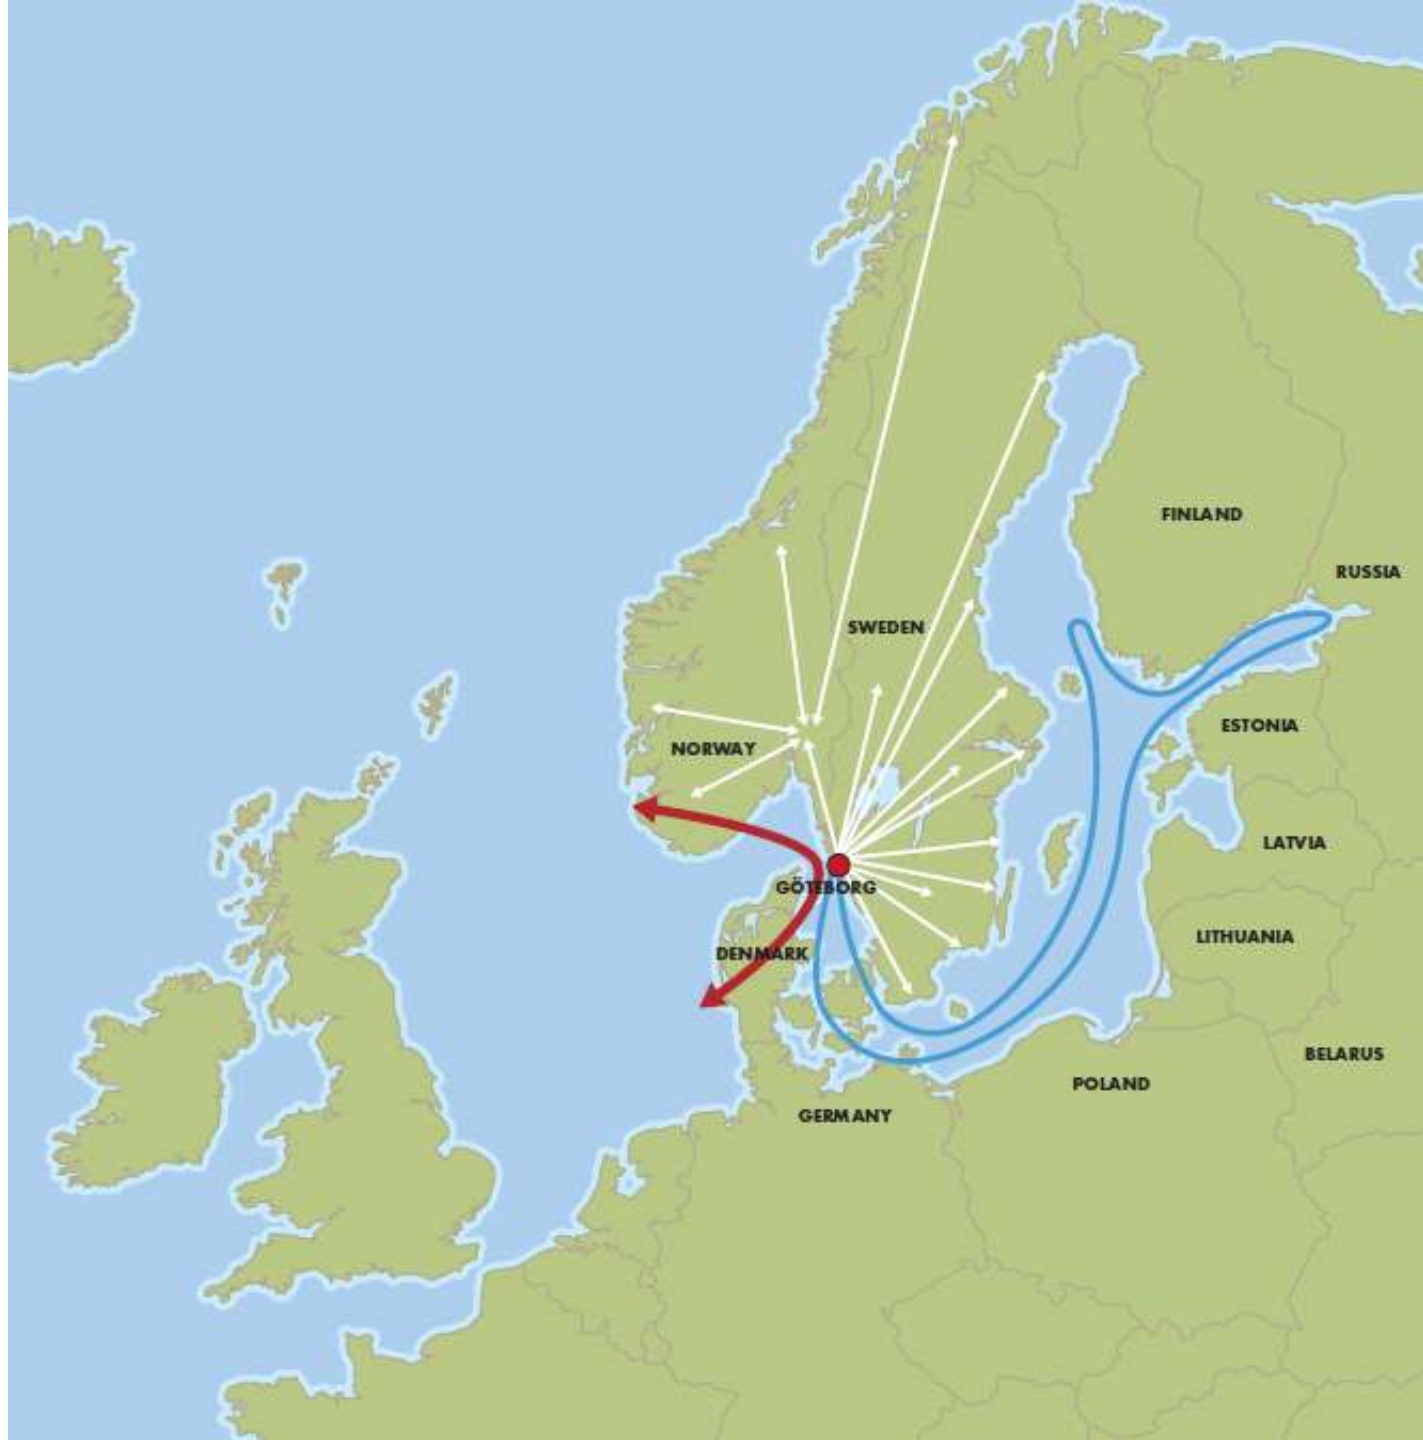 FINLAND
RUSSIA
SWEDEN
ESTONIA
NORWAY
LATVIA
GÖTEBORG
LITHUANIA
DENMARK
BELARUS
POLAND
GERMANY